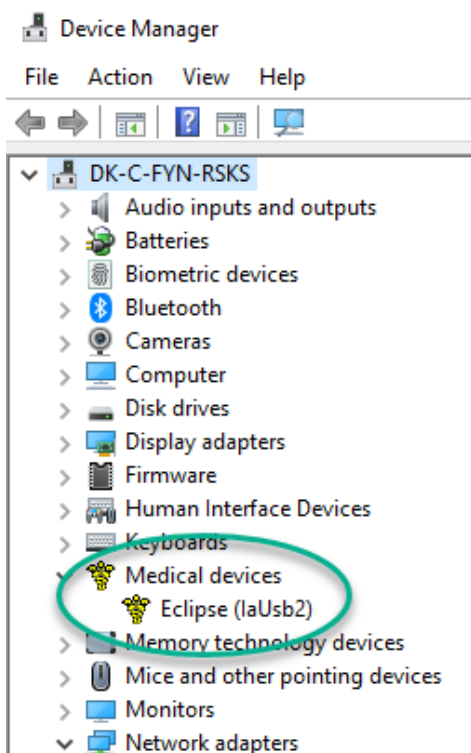 Device Manager
File Action View Help
DK-C-FYN-RSKS
Audio inputs and outputs
Batteries
Biometric devices
Bluetooth
Cameras
Computer
Disk drives
Display adapters
Firmware
Human Interface Devices
Keyboards
Medical devices
Eclipse (IaUsb2)
Memory technology devices
Mice and other pointing devices
Monitors
Network adapters